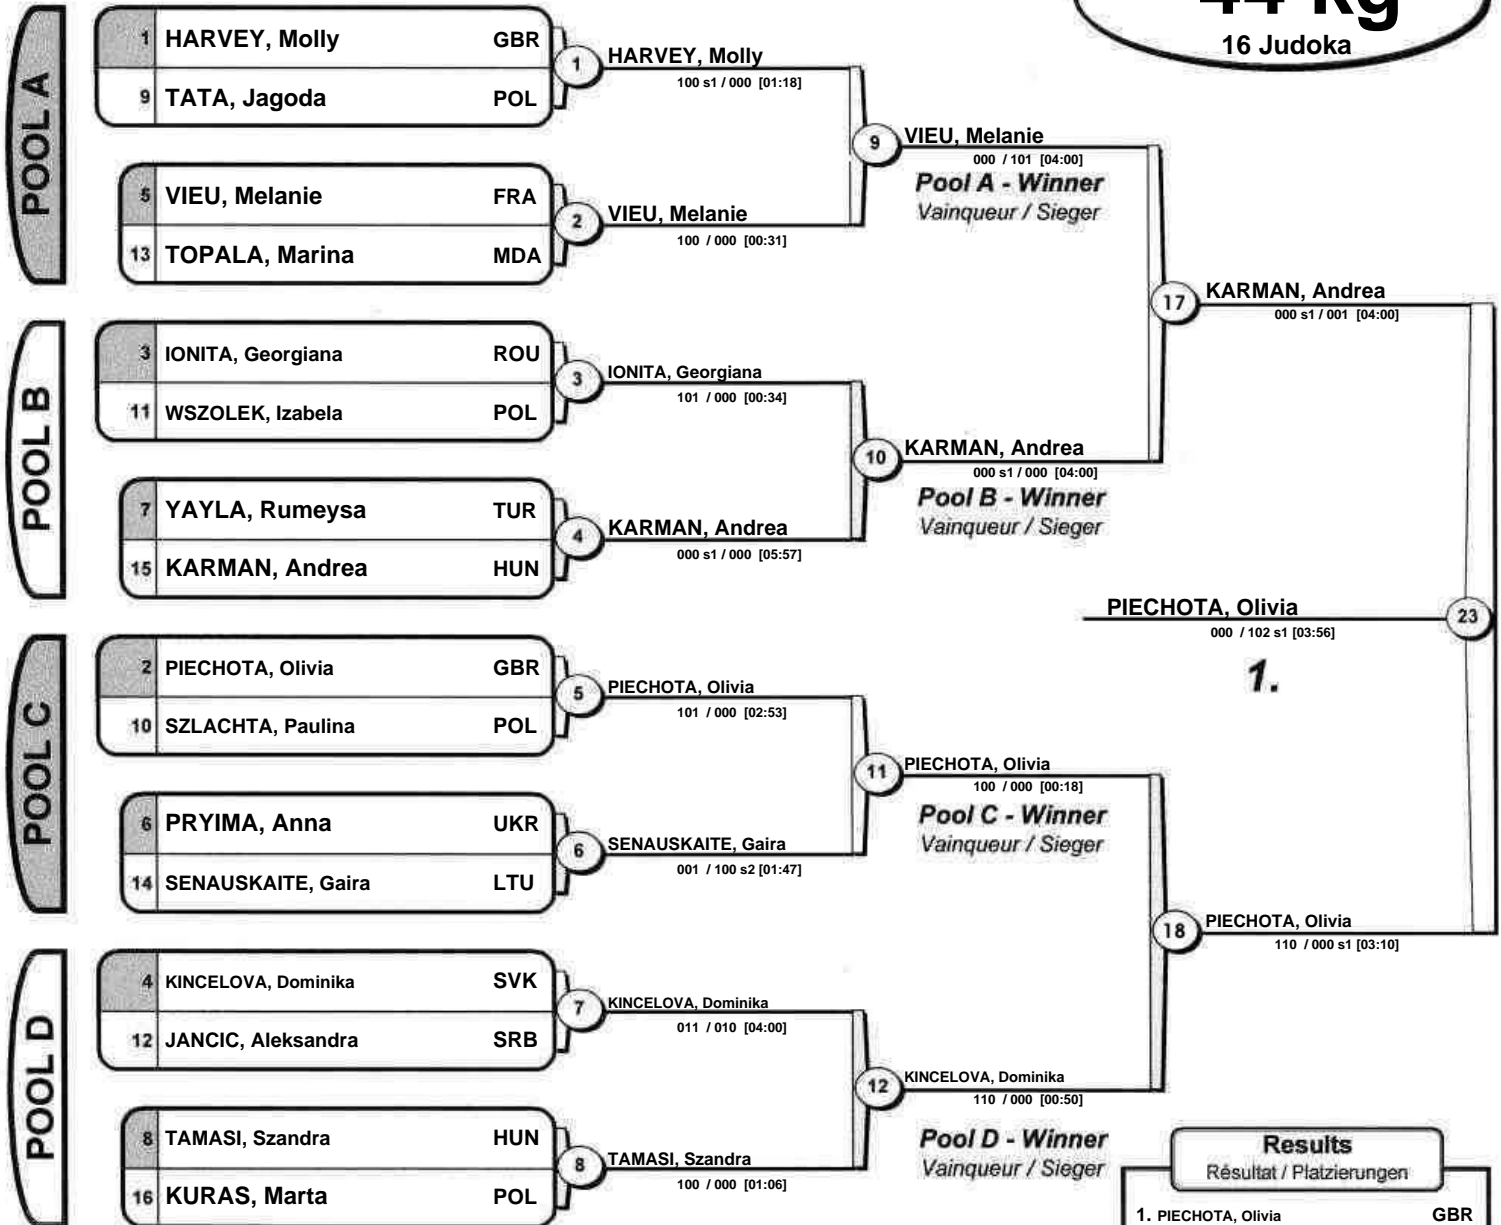 44 kg
16 Judoka
POOL A
1 HARVEY, Molly GBR
9 TATA, Jagoda POL
5 VIEU, Melanie FRA
13 TOPALA, Marina MDA
1 HARVEY, Molly
100 s1 / 000 [01:18]
2 VIEU, Melanie
100 / 000 [00:31]
9 VIEU, Melanie
000 / 101 [04:00]
Pool A - Winner
Vainqueur / Sieger
POOL B
3 IONITA, Georgiana ROU
11 WSZOLEK, Izabela POL
7 YAYLA, Rumeysa TUR
15 KARMAN, Andrea HUN
3 IONITA, Georgiana
101 / 000 [00:34]
4 KARMAN, Andrea
000 s1 / 000 [05:57]
10 KARMAN, Andrea
000 s1 / 000 [04:00]
Pool B - Winner
Vainqueur / Sieger
17 KARMAN, Andrea
000 s1 / 001 [04:00]
PIECHOTA, Olivia 23
000 / 102 s1 [03:56]
1.
POOL C
2 PIECHOTA, Olivia GBR
10 SZLACHTA, Paulina POL
6 PRYIMA, Anna UKR
14 SENAUSKAITE, Gaira LTU
5 PIECHOTA, Olivia
101 / 000 [02:53]
6 SENAUSKAITE, Gaira
001 / 100 s2 [01:47]
11 PIECHOTA, Olivia
100 / 000 [00:18]
Pool C - Winner
Vainqueur / Sieger
18 PIECHOTA, Olivia
110 / 000 s1 [03:10]
POOL D
4 KINCELOVA, Dominika SVK
12 JANCIC, Aleksandra SRB
8 TAMASI, Szandra HUN
16 KURAS, Marta POL
7 KINCELOVA, Dominika
011 / 010 [04:00]
8 TAMASI, Szandra
100 / 000 [01:06]
12 KINCELOVA, Dominika
110 / 000 [00:50]
Pool D - Winner
Vainqueur / Sieger
Results
Résultat / Platzierungen
1. PIECHOTA, Olivia GBR